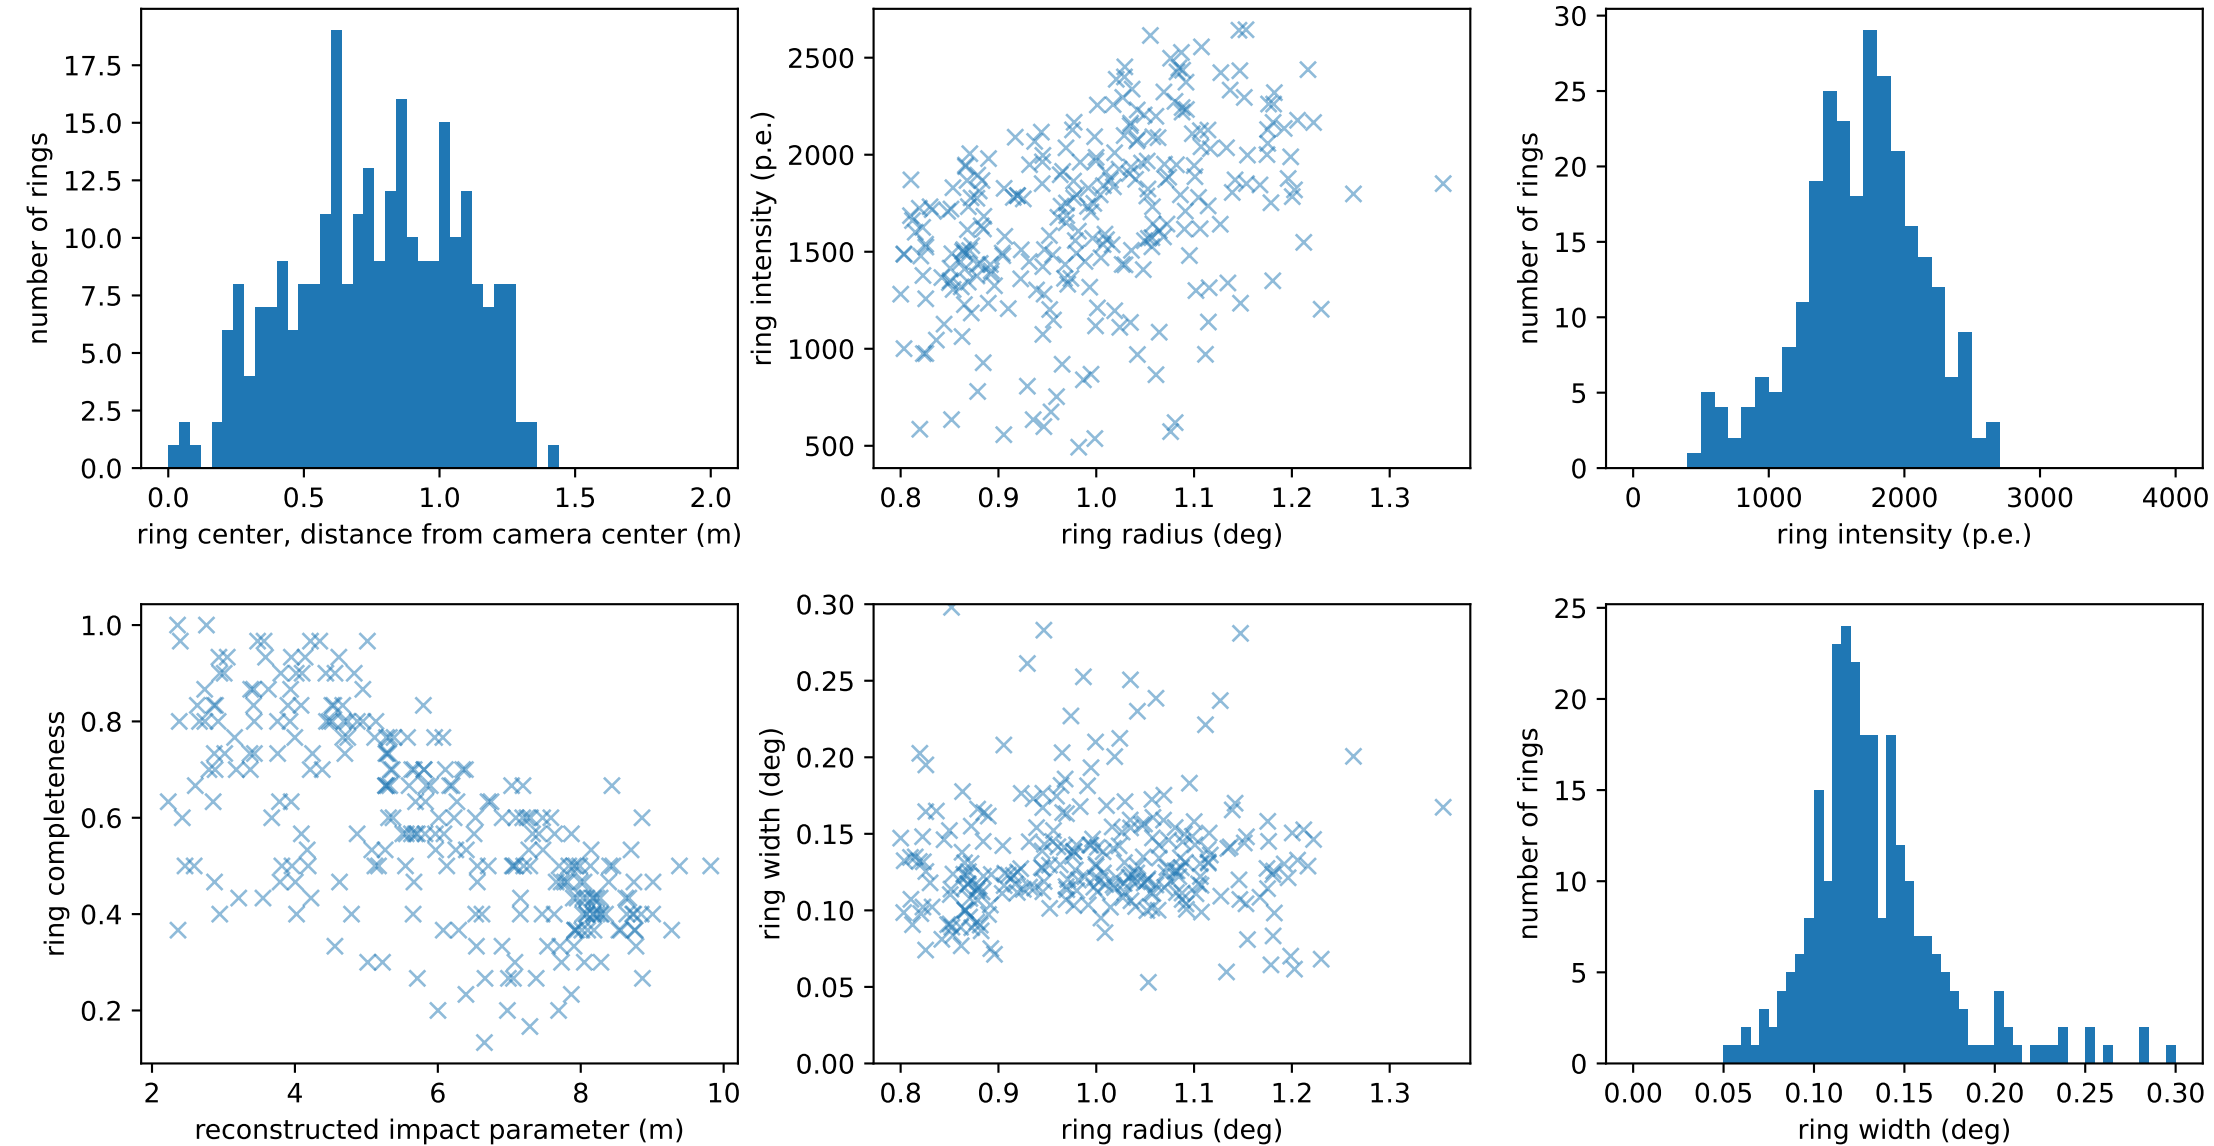 number of rings
17.5
15.0
12.5
10.0
7.5
5.0
2.5
0.0
0.0 0.5 1.0 1.5 2.0
ring center, distance from camera center (m)
ring intensity (p.e.)
2500
2000
1500
1000
500
0.8 0.9 1.0 1.1 1.2 1.3
ring radius (deg)
number of rings
30
25
20
15
10
5
0
0 1000 2000 3000 4000
ring intensity (p.e.)
ring completeness
1.0
0.8
0.6
0.4
0.2
2 4 6 8 10
reconstructed impact parameter (m)
ring width (deg)
0.30
0.25
0.20
0.15
0.10
0.05
0.00
0.8 0.9 1.0 1.1 1.2 1.3
ring radius (deg)
number of rings
25
20
15
10
5
0
0.00 0.05 0.10 0.15 0.20 0.25 0.30
ring width (deg)